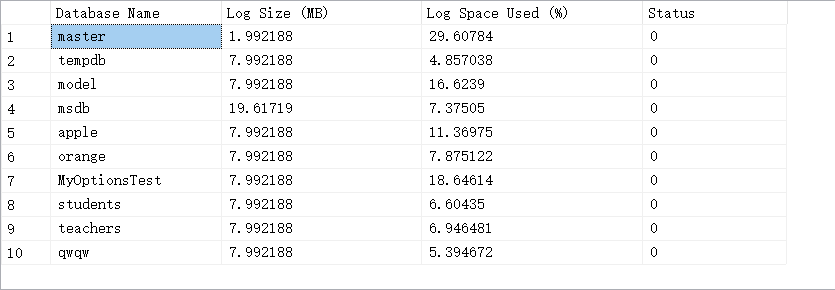 Database Name Log Size (MB) Log Space Used (%) Status
1 master 1.992188 29.60784 0
2 tempdb 7.992188 4.857038 0
3 model 7.992188 16.6239 0
4 msdb 19.61719 7.37505 0
5 apple 7.992188 11.36975 0
6 orange 7.992188 7.875122 0
7 MyOptionsTest 7.992188 18.64614 0
8 students 7.992188 6.60435 0
9 teachers 7.992188 6.946481 0
10 qwqw 7.992188 5.394672 0